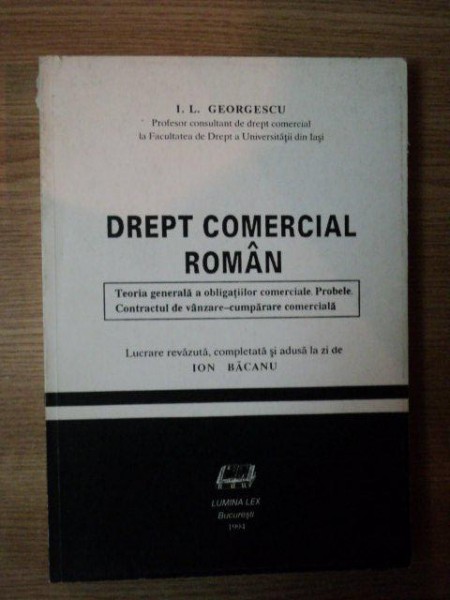 I. L. GEORGESCU
Profesor consultant de drept comercial
la Facultatea de Drept a Universității din Iași
DREPT COMERCIAL
ROMÂN
Teoria generală a obligațiilor comerciale. Probele.
Contractul de vânzare-cumpărare comercială
Lucrare revăzută, completată și adusă la zi de
ION BĂCANU
LUMINA LEX
București
1994